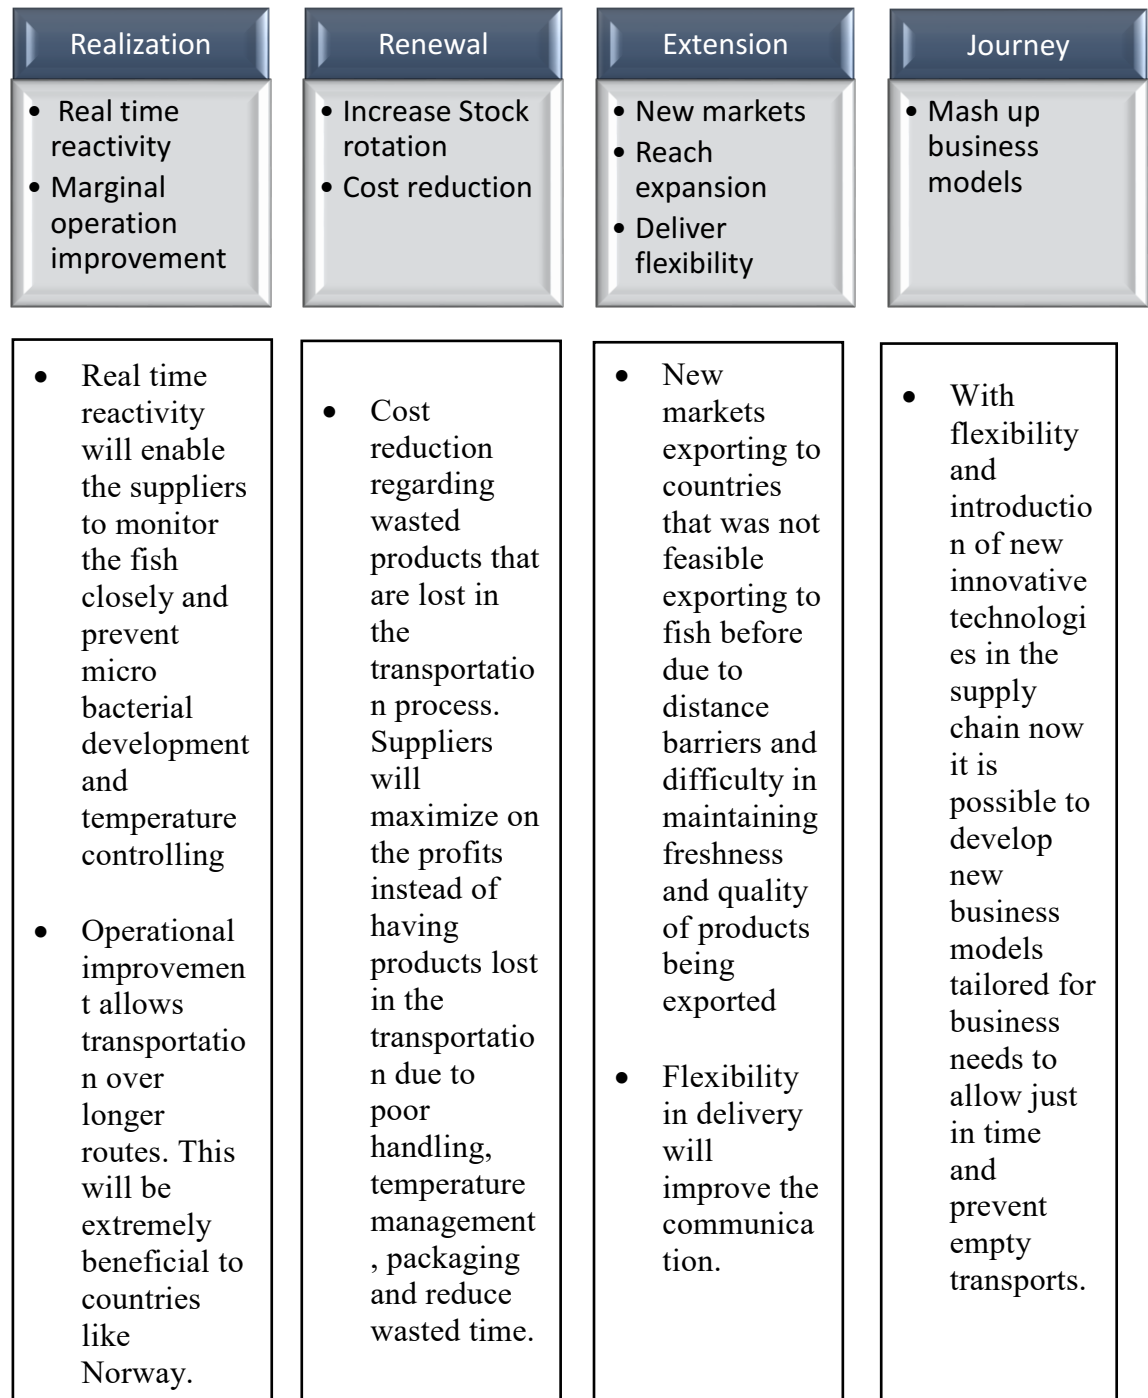 Realization
• Real time
reactivity
• Marginal
operation
improvement
Renewal
• Increase Stock
rotation
• Cost reduction
Extension
• New markets
• Reach
expansion
• Deliver
flexibility
Journey
• Mash up
business
models
• Real time
reactivity
will enable
the suppliers
to monitor
the fish
closely and
prevent
micro
bacterial
development
and
temperature
controlling
• Operational
improvemen
t allows
transportatio
n over
longer
routes. This
will be
extremely
beneficial to
countries
like
Norway.
• Cost
reduction
regarding
wasted
products that
are lost in
the
transportatio
n process.
Suppliers
will
maximize on
the profits
instead of
having
products lost
in the
transportatio
n due to
poor
handling,
temperature
management
, packaging
and reduce
wasted time.
• New
markets
exporting to
countries
that was not
feasible
exporting to
fish before
due to
distance
barriers and
difficulty in
maintaining
freshness
and quality
of products
being
exported
• Flexibility
in delivery
will
improve the
communica
tion.
• With
flexibility
and
introductio
n of new
innovative
technologi
es in the
supply
chain now
it is
possible to
develop
new
business
models
tailored for
business
needs to
allow just
in time
and
prevent
empty
transports.